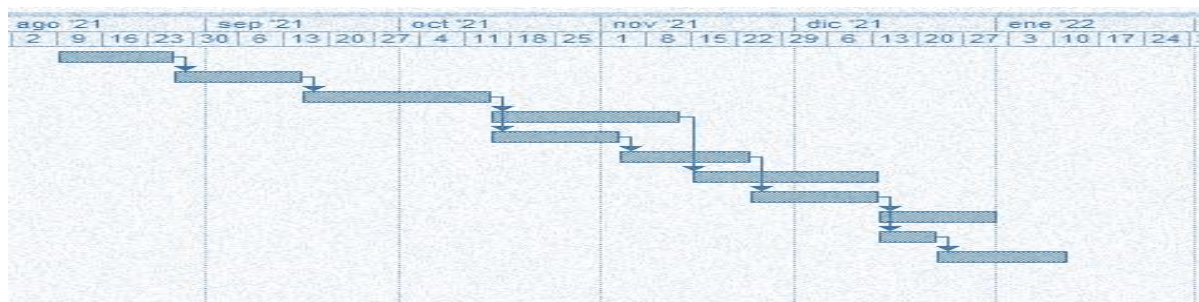 ago '21 sep '21 oct '21 nov '21 dic '21 ene '22
2 9 16 23 30 6 13 20 27 4 11 18 25 1 8 15 22 29 6 13 20 27 3 10 17 24